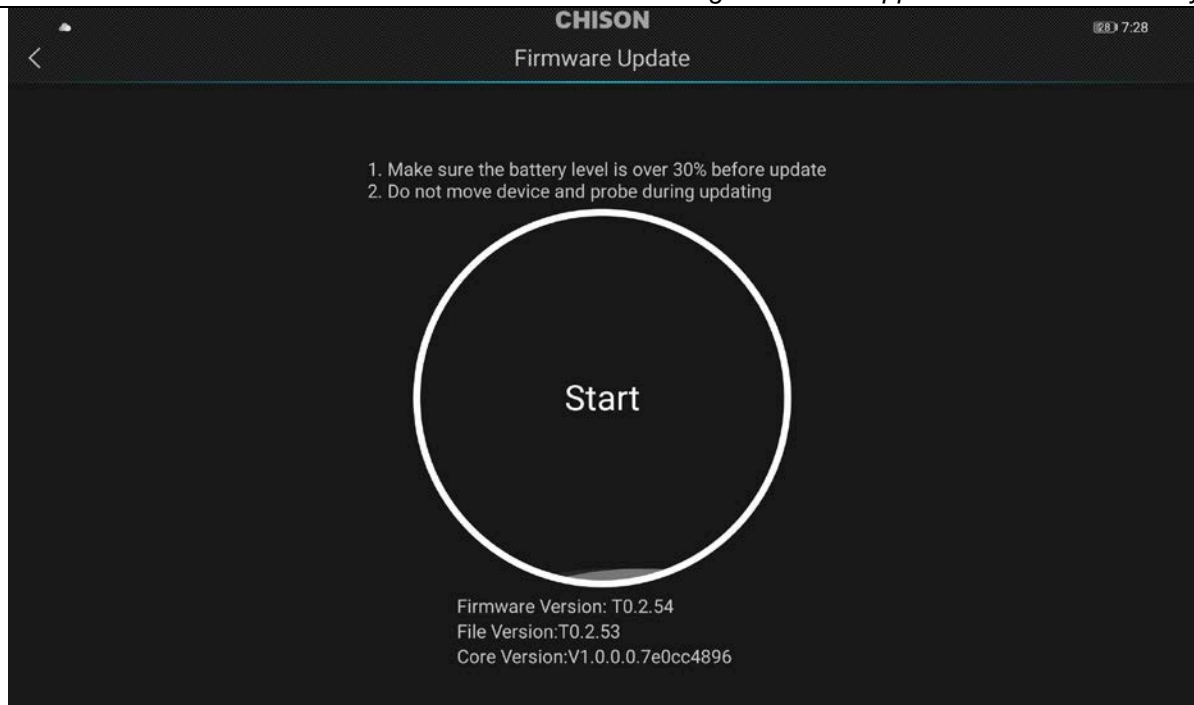 CHISON
28 7:28
Firmware Update
1. Make sure the battery level is over 30% before update
2. Do not move device and probe during updating
Start
Firmware Version: T0.2.54
File Version:T0.2.53
Core Version:V1.0.0.0.7e0cc4896